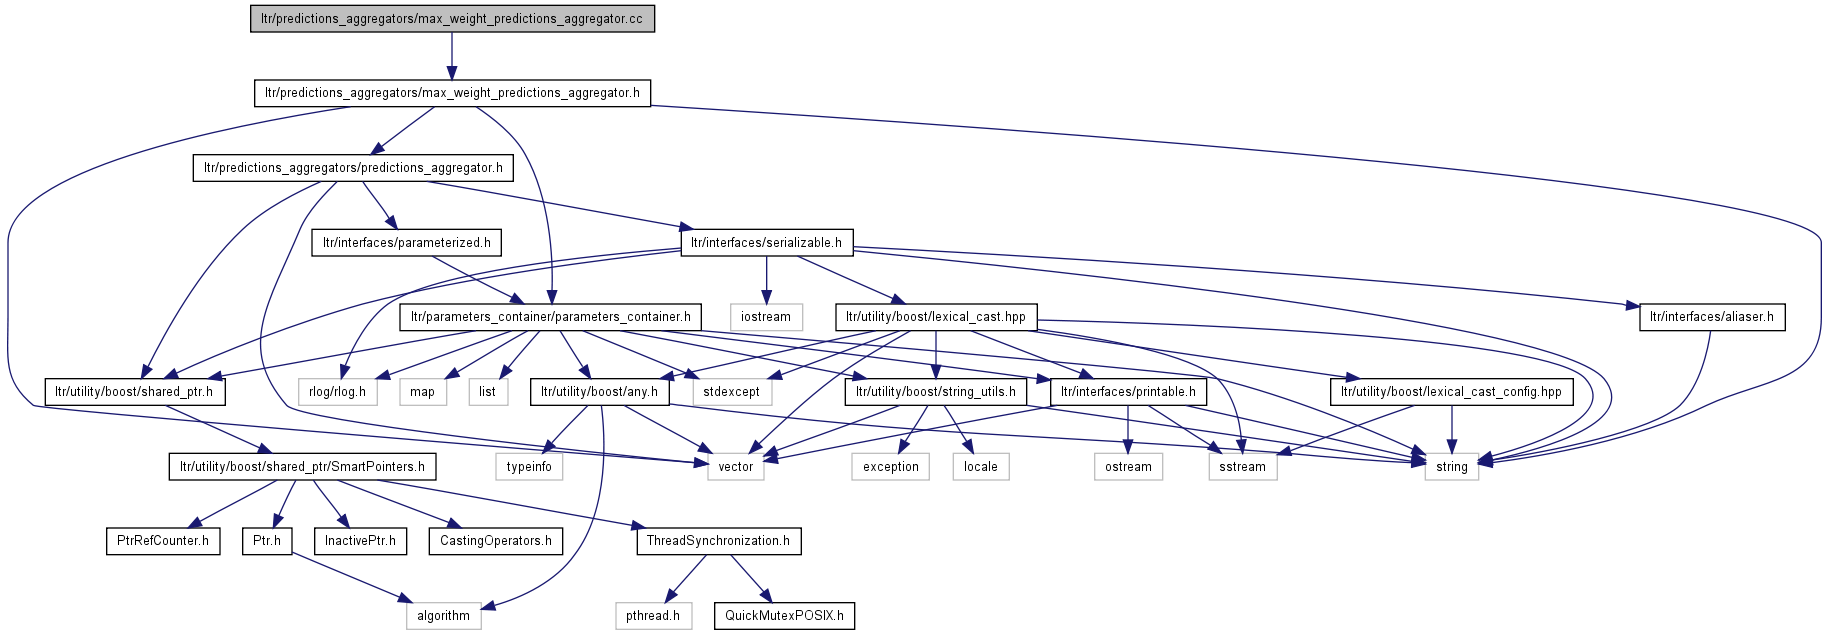 ltr/predictions_aggregators/max_weight_predictions_aggregator.cc
ltr/predictions_aggregators/max_weight_predictions_aggregator.h
ltr/predictions_aggregators/predictions_aggregator.h
ltr/interfaces/parameterized.h
ltr/interfaces/serializable.h
ltr/parameters_container/parameters_container.h
iostream
ltr/utility/boost/lexical_cast.hpp
ltr/interfaces/aliaser.h
ltr/utility/boost/shared_ptr.h
rlog/rlog.h
map
list
ltr/utility/boost/any.h
stdexcept
ltr/utility/boost/string_utils.h
ltr/interfaces/printable.h
ltr/utility/boost/lexical_cast_config.hpp
ltr/utility/boost/shared_ptr/SmartPointers.h
typeinfo
vector
exception
locale
ostream
sstream
string
PtrRefCounter.h
Ptr.h
InactivePtr.h
CastingOperators.h
ThreadSynchronization.h
algorithm
pthread.h
QuickMutexPOSIX.h